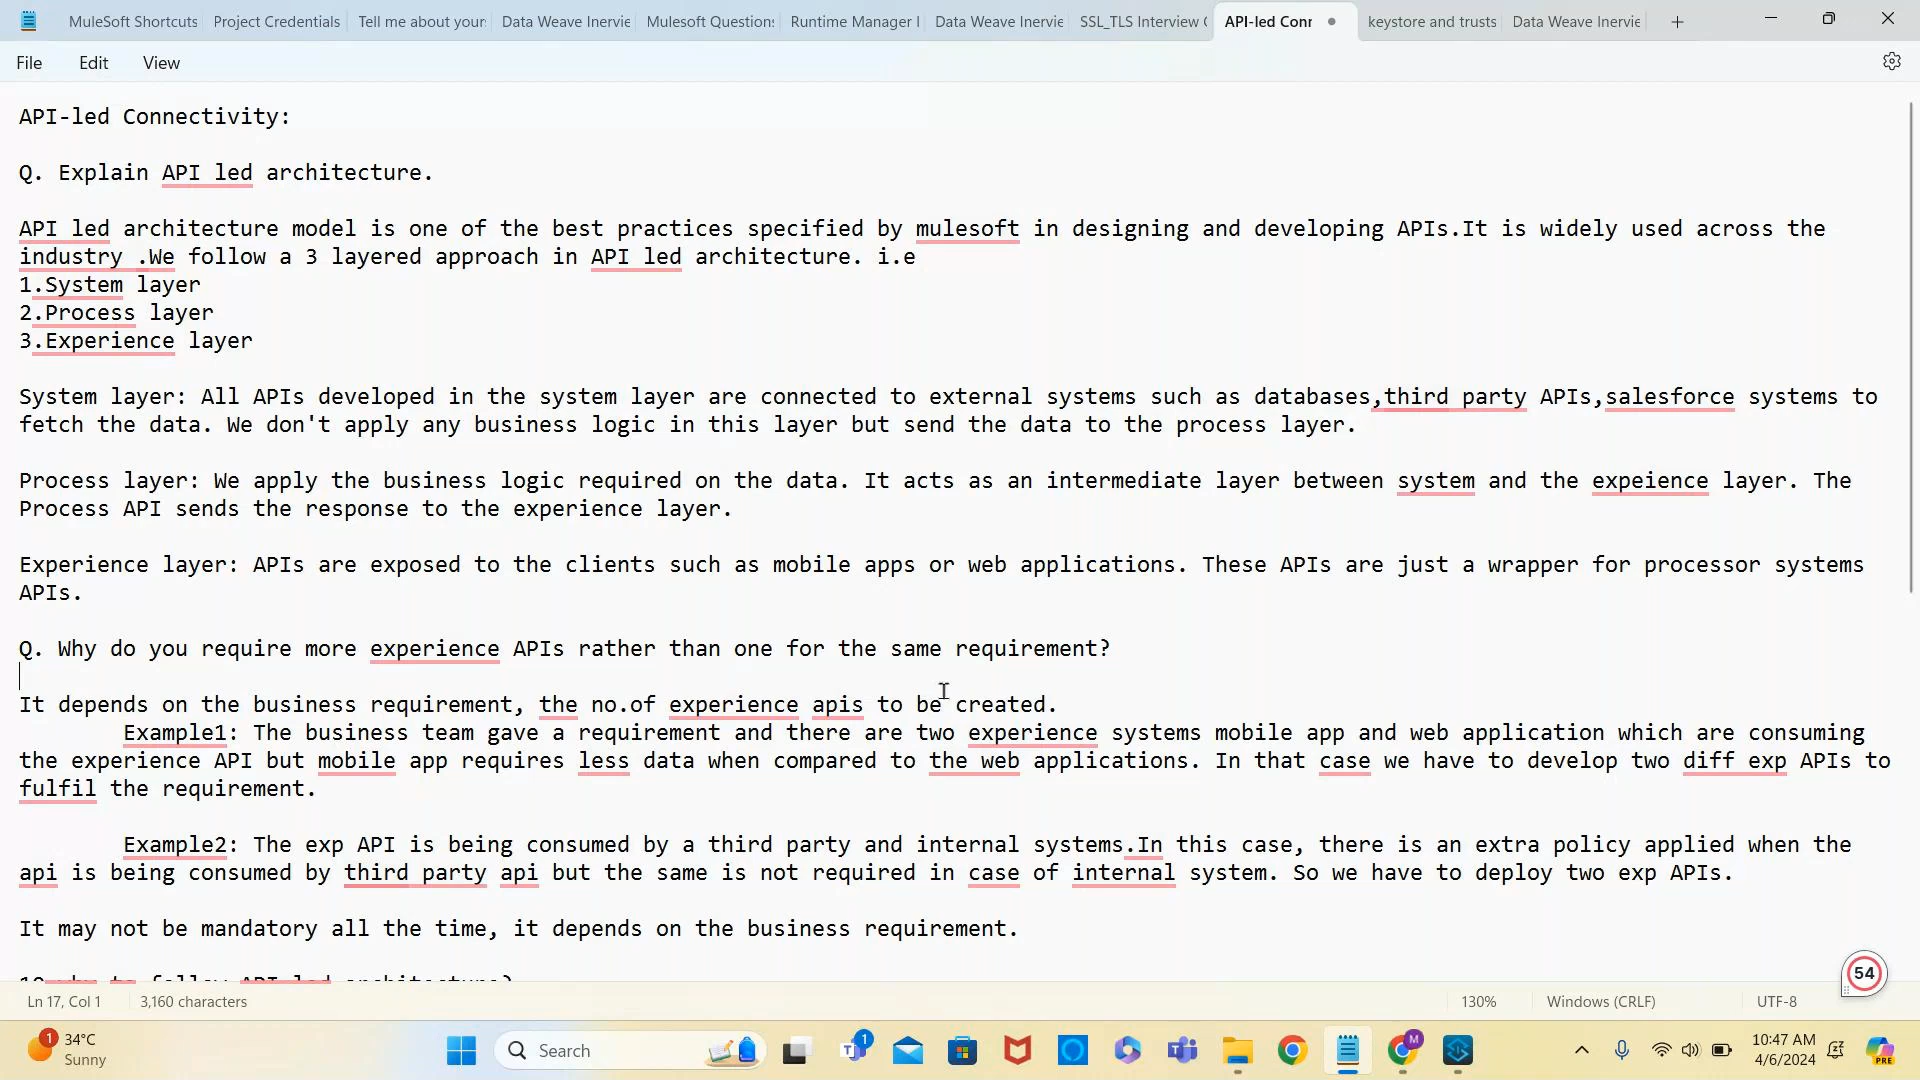 MuleSoft Shortcuts
Project Credentials
Tell me about your
Data Weave Inervie
Mulesoft Questions
Runtime Manager I
Data Weave Inervie
SSL_TLS Interview
API-led Conn
keystore and trusts
Data Weave Inervie
File Edit View
API-led Connectivity:
Q. Explain API led architecture.
API led architecture model is one of the best practices specified by mulesoft in designing and developing APIs.It is widely used across the
industry .We follow a 3 layered approach in API led architecture. i.e
1.System layer
2.Process layer
3.Experience layer
System layer: All APIs developed in the system layer are connected to external systems such as databases,third party APIs,salesforce systems to
fetch the data. We don't apply any business logic in this layer but send the data to the process layer.
Process layer: We apply the business logic required on the data. It acts as an intermediate layer between system and the expeience layer. The
Process API sends the response to the experience layer.
Experience layer: APIs are exposed to the clients such as mobile apps or web applications. These APIs are just a wrapper for processor systems
APIs.
Q. Why do you require more experience APIs rather than one for the same requirement?
It depends on the business requirement, the no.of experience apis to be created.
Example1: The business team gave a requirement and there are two experience systems mobile app and web application which are consuming
the experience API but mobile app requires less data when compared to the web applications. In that case we have to develop two diff exp APIs to
fulfil the requirement.
Example2: The exp API is being consumed by a third party and internal systems.In this case, there is an extra policy applied when the
api is being consumed by third party api but the same is not required in case of internal system. So we have to deploy two exp APIs.
It may not be mandatory all the time, it depends on the business requirement.
54
Ln 17, Col 1
3,160 characters
130%
Windows (CRLF)
UTF-8
1
34°C
Sunny
Search
1
M
PRE
10:47 AM
4/6/2024